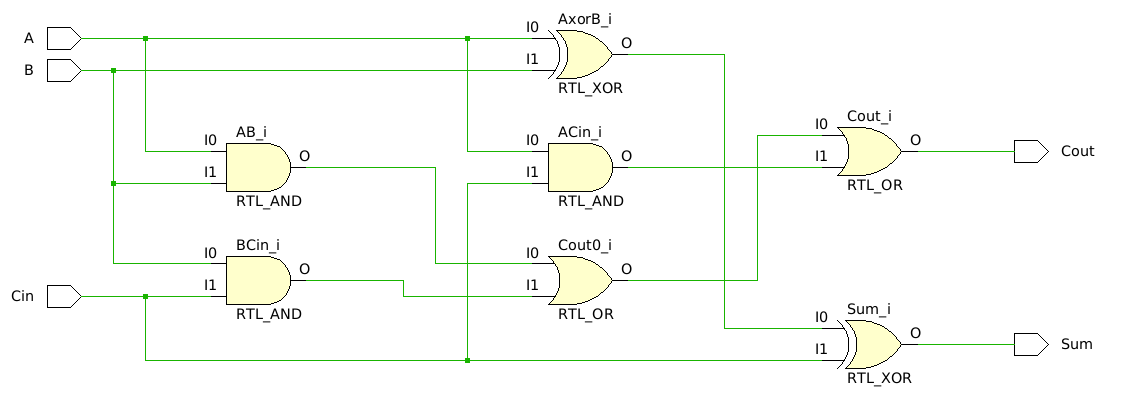 AxorB_i
A
I0
O
B
I1
RTL_XOR
Cout_i
AB_i
ACin_i
I0
I0
I0
O
O
O
Cout
I1
I1
I1
RTL_OR
RTL_AND
RTL_AND
BCin_i
Cout0_i
I0
I0
O
O
Cin
I1
I1
Sum_i
RTL_AND
RTL_OR
I0
O
Sum
I1
RTL_XOR